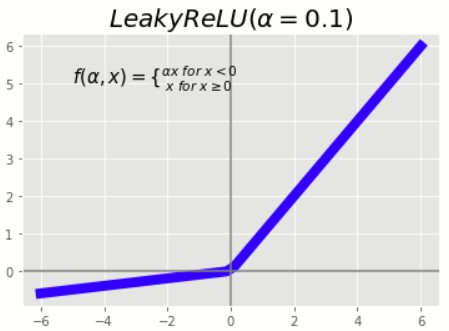 LeakyReLU(α = 0.1)
6
f(α, x) = { αx for x < 0
x for x ≥ 0
5
4
3
2
1
0
−6 −4 −2 0 2 4 6